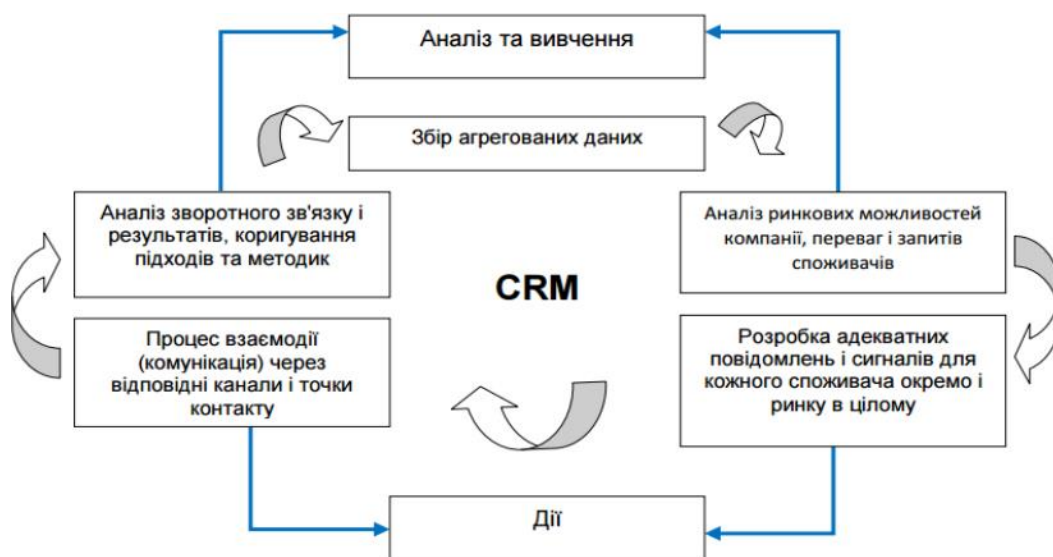 Аналіз та вивчення
Збір агрегованих даних
Аналіз зворотного зв'язку і
результатів, коригування
підходів та методик
Аналіз ринкових можливостей
компанії, переваг і запитів
споживачів
CRM
Процес взаємодії
(комунікація) через
відповідні канали і точки
контакту
Розробка адекватних
повідомлень і сигналів для
кожного споживача окремо і
ринку в цілому
Дії